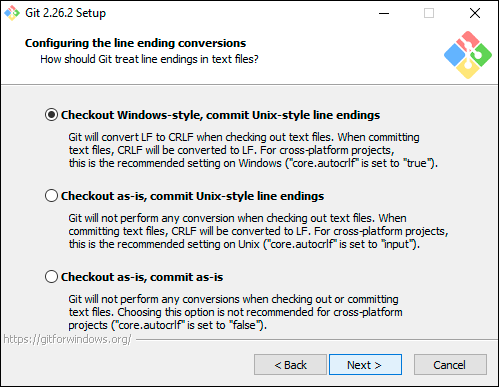 Git 2.26.2 Setup
Configuring the line ending conversions
How should Git treat line endings in text files?
Checkout Windows-style, commit Unix-style line endings
Git will convert LF to CRLF when checking out text files. When committing
text files, CRLF will be converted to LF. For cross-platform projects,
this is the recommended setting on Windows ("core.autocrlf" is set to "true").
Checkout as-is, commit Unix-style line endings
Git will not perform any conversion when checking out text files. When
committing text files, CRLF will be converted to LF. For cross-platform projects,
this is the recommended setting on Unix ("core.autocrlf" is set to "input").
Checkout as-is, commit as-is
Git will not perform any conversions when checking out or committing
text files. Choosing this option is not recommended for cross-platform
projects ("core.autocrlf" is set to "false").
https://gitforwindows.org/
< Back
Next >
Cancel